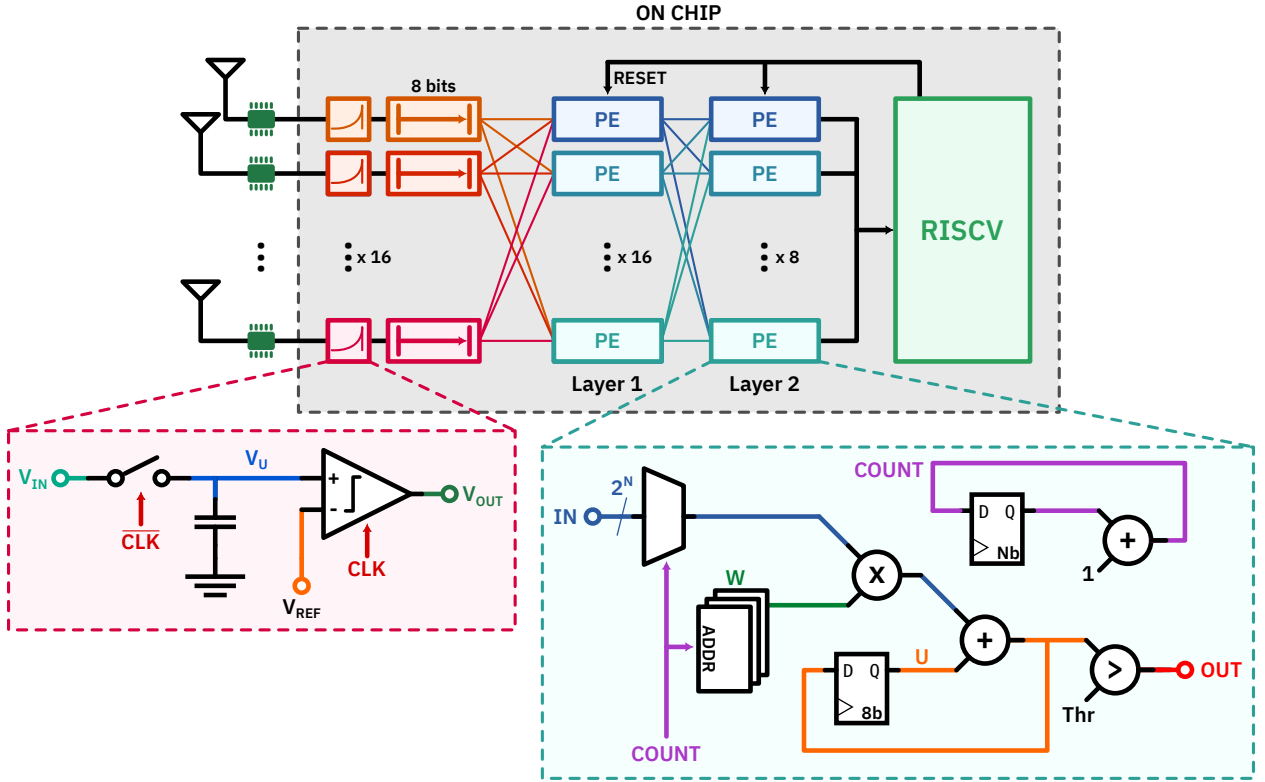 ON CHIP
8 bits
RESET
PE
PE
PE
PE
RISCV
x 16
x 16
x 8
PE
PE
Layer 1
Layer 2
V_IN
V_U
CLK
+
-
V_OUT
CLK
V_REF
COUNT
D Q
Nb
+
1
IN
2^N
X
W
ADDR
+
D Q
8b
U
>
Thr
OUT
COUNT